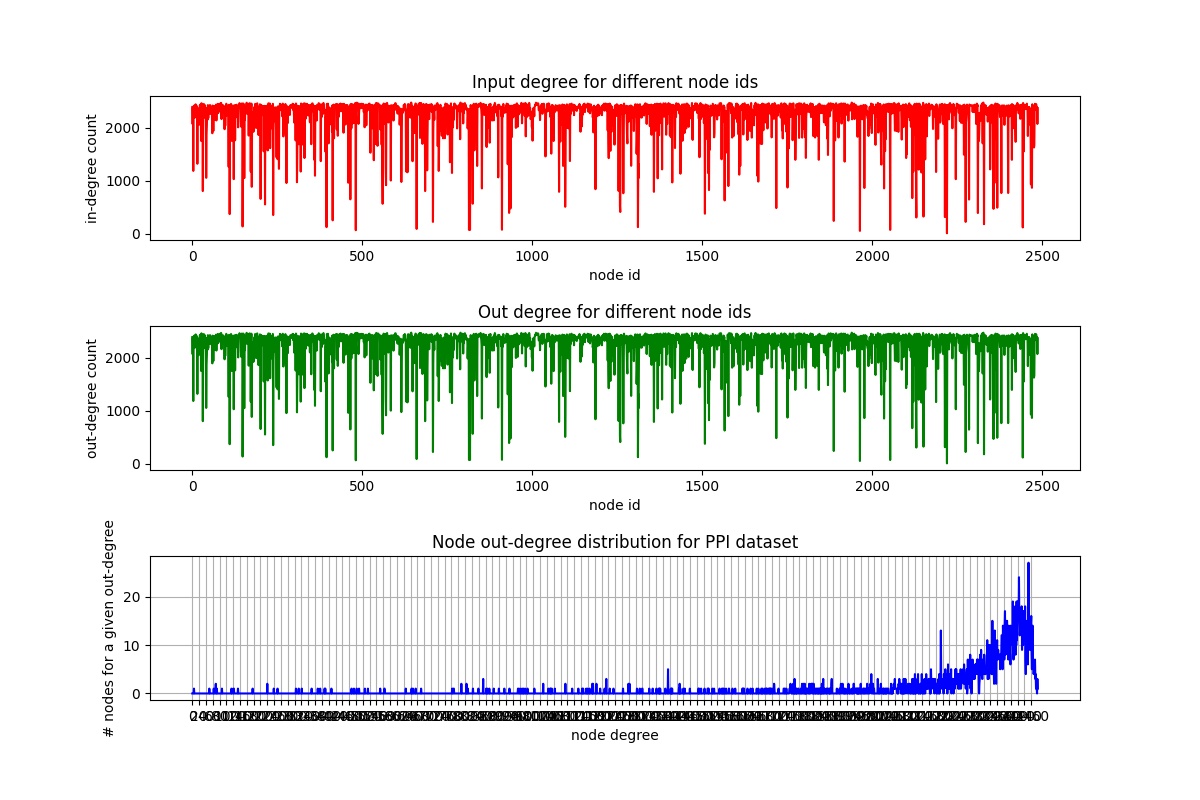 Input degree for different node ids
in-degree count
2000
1000
0
0 500 1000 1500 2000 2500
node id
Out degree for different node ids
out-degree count
2000
1000
0
0 500 1000 1500 2000 2500
node id
Node out-degree distribution for PPI dataset
# nodes for a given out-degree
20
10
0
node degree